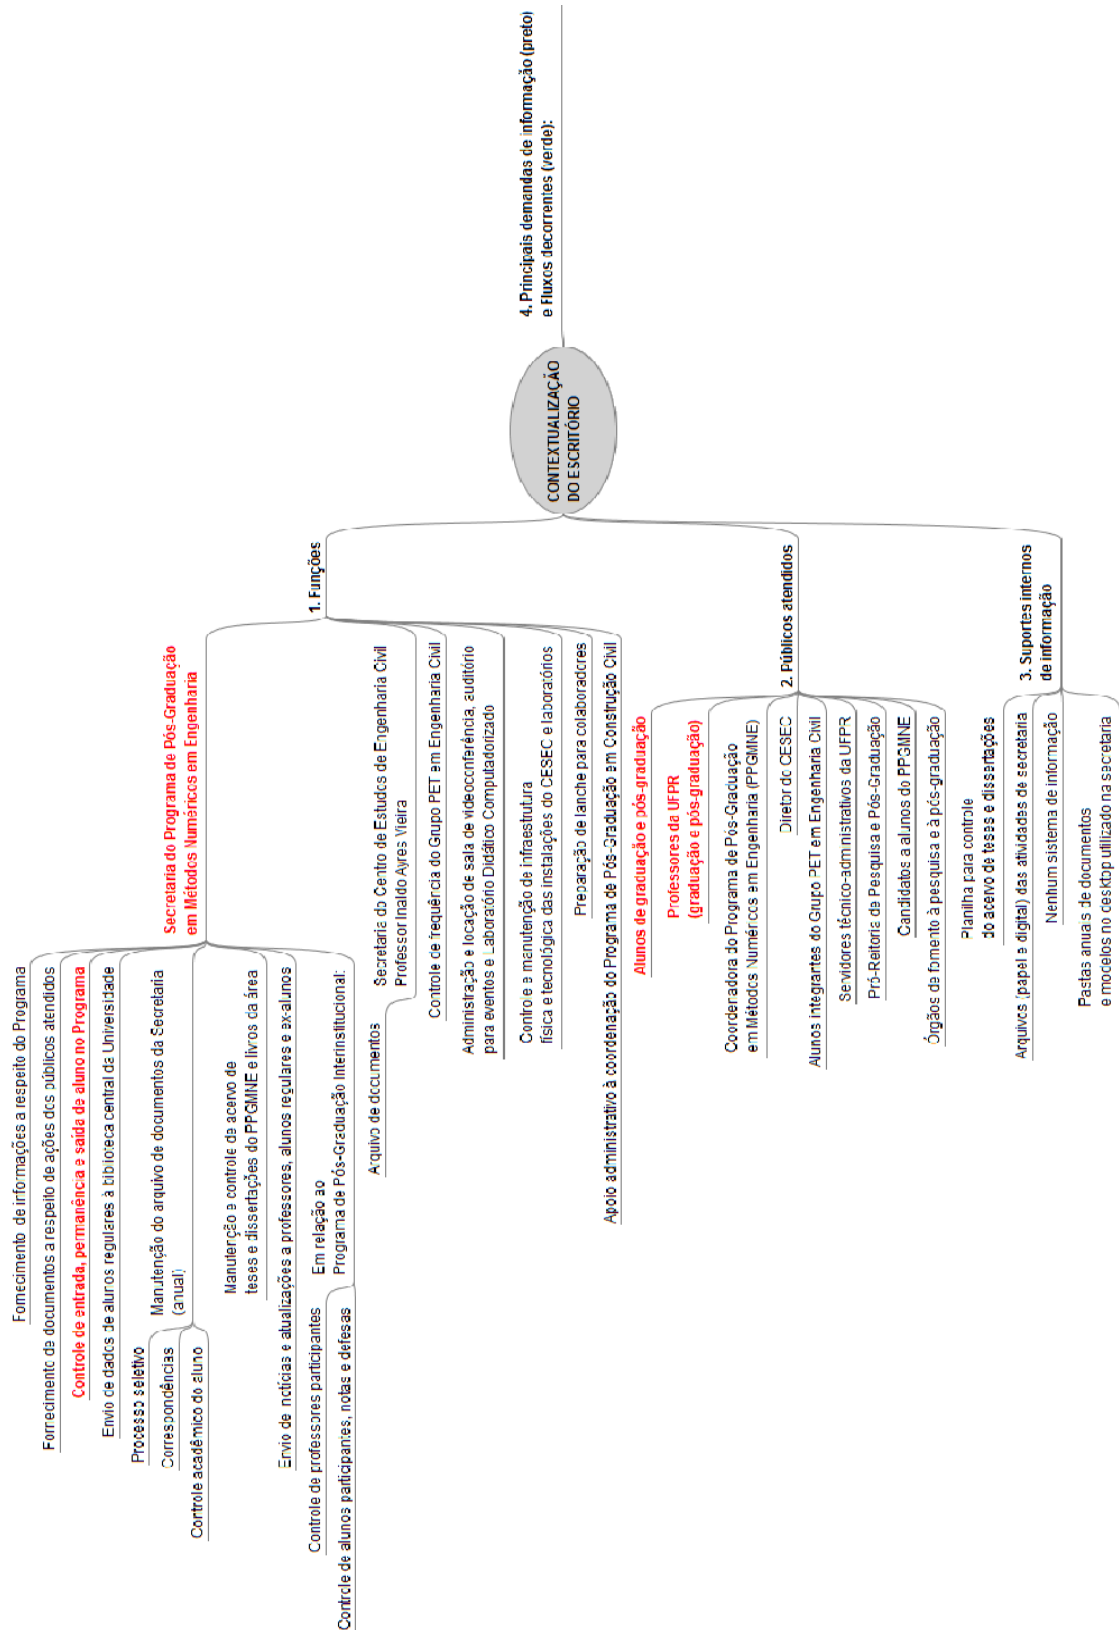 CONTEXTUALIZAÇÃO
DO ESCRITÓRIO
1. Funções
Secretaria do Programa de Pós-Graduação
em Métodos Numéricos em Engenharia
Fornecimento de informações a respeito do Programa
Fornecimento de documentos a respeito de ações dos públicos atendidos
Controle de entrada, permanência e saída de aluno no Programa
Envio de dados de alunos regulares à biblioteca central da Universidade
Manutenção do arquivo de documentos da Secretaria
(anual)
Processo seletivo
Correspondências
Controle acadêmico do aluno
Manutenção e controle de acervo de
teses e dissertações do PPGMNE e livros da área
Envio de notícias e atualizações a professores, alunos regulares e ex-alunos
Em relação ao
Programa de Pós-Graduação Interinstitucional:
Controle de professores participantes
Controle de alunos participantes, notas e defesas
Secretaria do Centro de Estudos de Engenharia Civil
Professor Inaldo Ayres Vieira
Arquivo de documentos
Controle de frequência do Grupo PET em Engenharia Civil
Administração e locação de sala de videoconferência, auditório
para eventos e Laboratório Didático Computadorizado
Controle e manutenção de infraestrutura
física e tecnológica das instalações do CESEC e laboratórios
Preparação de lanche para colaboradores
Apoio administrativo à coordenação do Programa de Pós-Graduação em Construção Civil
2. Públicos atendidos
Alunos de graduação e pós-graduação
Professores da UFPR
(graduação e pós-graduação)
Coordenadora do Programa de Pós-Graduação
em Métodos Numéricos em Engenharia (PPGMNE)
Diretor do CESEC
Alunos integrantes do Grupo PET em Engenharia Civil
Servidores técnico-administrativos da UFPR
Pró-Reitoria de Pesquisa e Pós-Graduação
Candidatos a alunos do PPGMNE
Órgãos de fomento à pesquisa e à pós-graduação
3. Suportes internos
de informação
Planilha para controle
do acervo de teses e dissertações
Arquivos (papel e digital) das atividades de secretaria
Nenhum sistema de informação
Pastas anuais de documentos
e modelos no desktop utilizado na secretaria
4. Principais demandas de informação (preto)
e Fluxos decorrentes (verde):